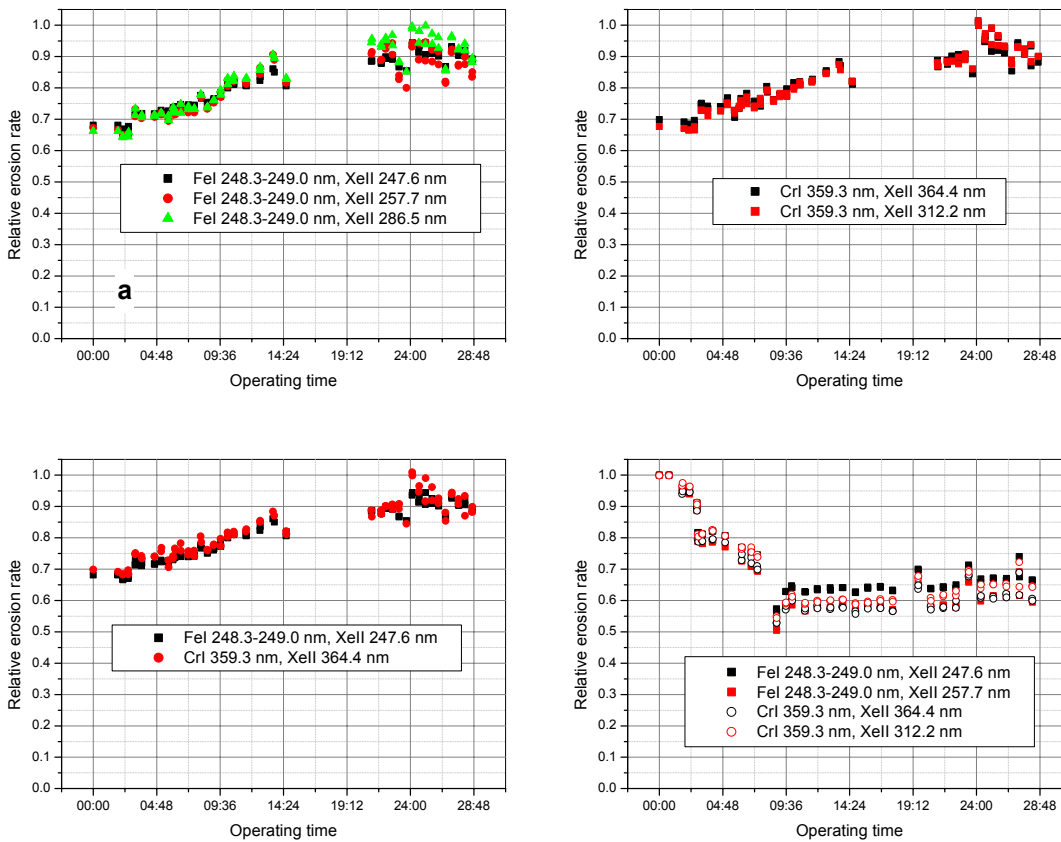 Relative erosion rate
1.0
0.9
0.8
0.7
0.6
0.5
0.4
0.3
0.2
0.1
0.0
FeI 248.3-249.0 nm, XeII 247.6 nm
FeI 248.3-249.0 nm, XeII 257.7 nm
FeI 248.3-249.0 nm, XeII 286.5 nm
a
00:00 04:48 09:36 14:24 19:12 24:00 28:48
Operating time
Relative erosion rate
1.0
0.9
0.8
0.7
0.6
0.5
0.4
0.3
0.2
0.1
0.0
CrI 359.3 nm, XeII 364.4 nm
CrI 359.3 nm, XeII 312.2 nm
00:00 04:48 09:36 14:24 19:12 24:00 28:48
Operating time
Relative erosion rate
1.0
0.9
0.8
0.7
0.6
0.5
0.4
0.3
0.2
0.1
0.0
FeI 248.3-249.0 nm, XeII 247.6 nm
CrI 359.3 nm, XeII 364.4 nm
00:00 04:48 09:36 14:24 19:12 24:00 28:48
Operating time
Relative erosion rate
1.0
0.9
0.8
0.7
0.6
0.5
0.4
0.3
0.2
0.1
0.0
FeI 248.3-249.0 nm, XeII 247.6 nm
FeI 248.3-249.0 nm, XeII 257.7 nm
CrI 359.3 nm, XeII 364.4 nm
CrI 359.3 nm, XeII 312.2 nm
00:00 04:48 09:36 14:24 19:12 24:00 28:48
Operating time